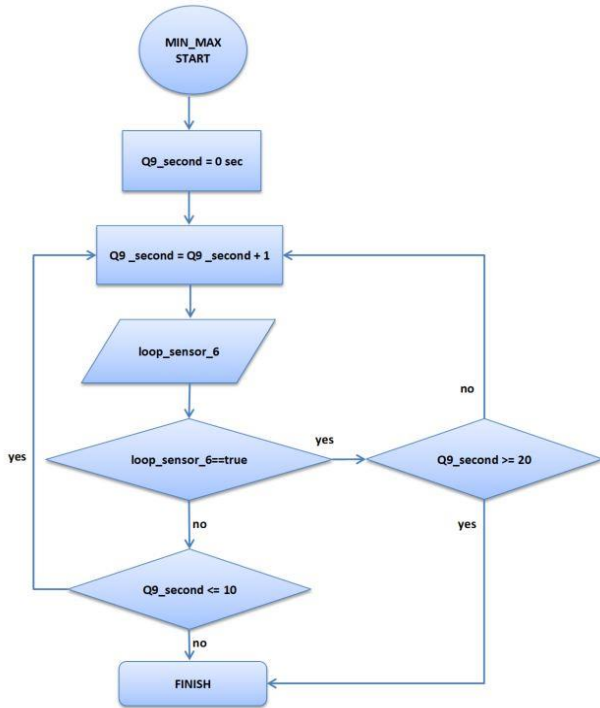 MIN_MAX
START
Q9_second = 0 sec
Q9 _second = Q9 _second + 1
loop_sensor_6
no
loop_sensor_6==true
yes
Q9_second >= 20
yes
no
yes
Q9_second <= 10
no
FINISH